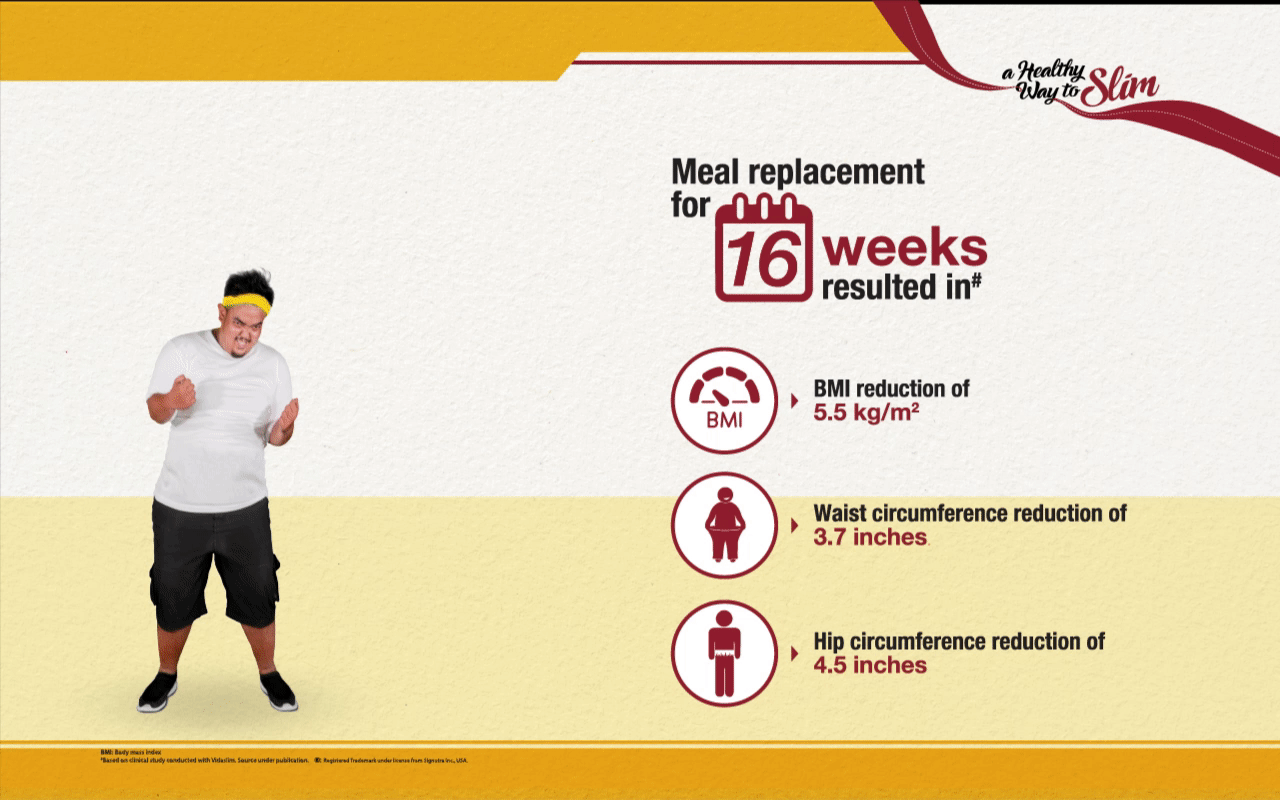 a Healthy
Way to Slim
Meal replacement
for 16 weeks
resulted in#
BMI
BMI reduction of
5.5 kg/m²
Waist circumference reduction of
3.7 inches
Hip circumference reduction of
4.5 inches
BMI: Body mass index
#Based on clinical study conducted with Vidaslim. Source under publication. ®: Registered Trademark under licence from Signutra Inc., USA.